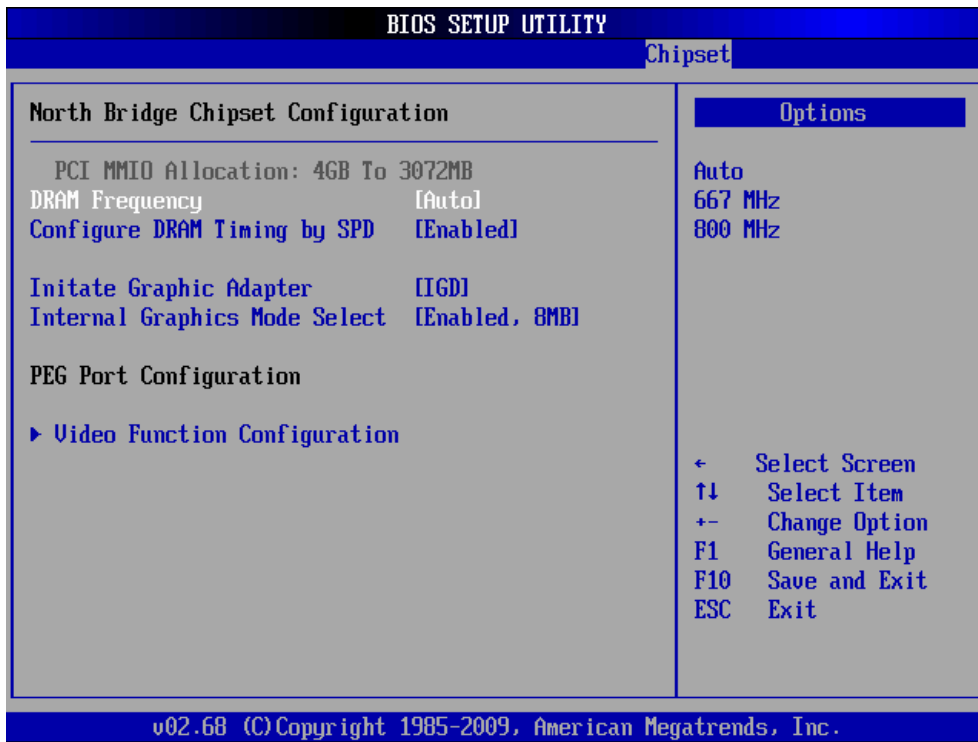 BIOS SETUP UTILITY
Chipset
North Bridge Chipset Configuration
PCI MMIO Allocation: 4GB To 3072MB
DRAM Frequency [Auto]
Configure DRAM Timing by SPD [Enabled]
Initate Graphic Adapter [IGD]
Internal Graphics Mode Select [Enabled, 8MB]
PEG Port Configuration
▶ Video Function Configuration
Options
Auto
667 MHz
800 MHz
← Select Screen
↑↓ Select Item
+- Change Option
F1 General Help
F10 Save and Exit
ESC Exit
v02.68 (C)Copyright 1985-2009, American Megatrends, Inc.